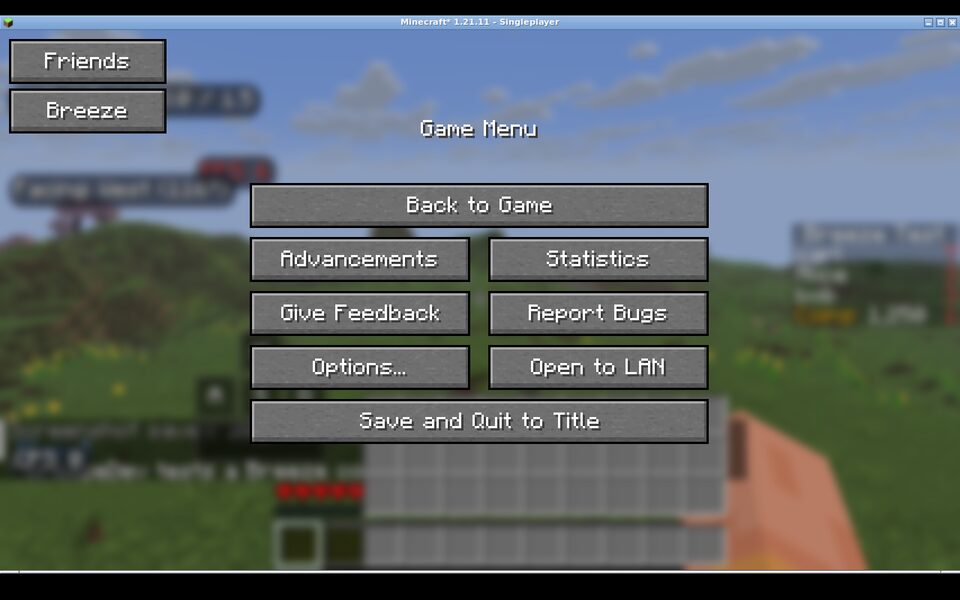 Minecraft* 1.21.11 - Singleplayer
Friends
Breeze
Game Menu
Back to Game
Advancements
Statistics
Give Feedback
Report Bugs
Options...
Open to LAN
Save and Quit to Title